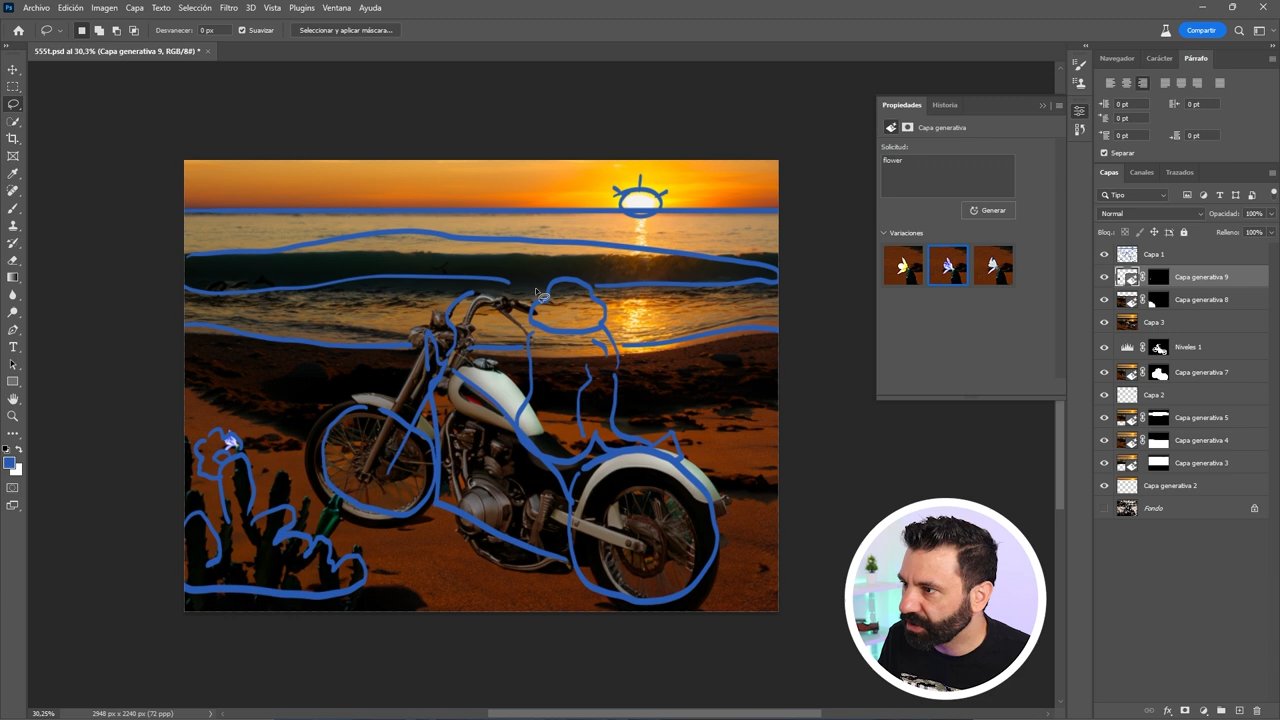 Ps Archivo Edición Imagen Capa Texto Selección Filtro 3D Vista Plugins Ventana Ayuda
Desvanecer: 0 px Suavizar Seleccionar y aplicar máscara... Compartir
555t.psd al 30,3% (Capa generativa 9, RGB/8#) * ×
Navegador Carácter Párrafo
0 pt 0 pt
0 pt
0 pt 0 pt
Separar
Propiedades Historia
Capa generativa
Solicitud:
flower
Generar
Variaciones
Capas Canales Trazados
Tipo
Normal Opacidad: 100%
Bloq.: Relleno: 100%
Capa 1
Capa generativa 9
Capa generativa 8
Capa 3
Niveles 1
Capa generativa 7
Capa 2
Capa generativa 5
Capa generativa 4
Capa generativa 3
Capa generativa 2
Fondo
30,25% 2948 px x 2240 px (72 ppp)